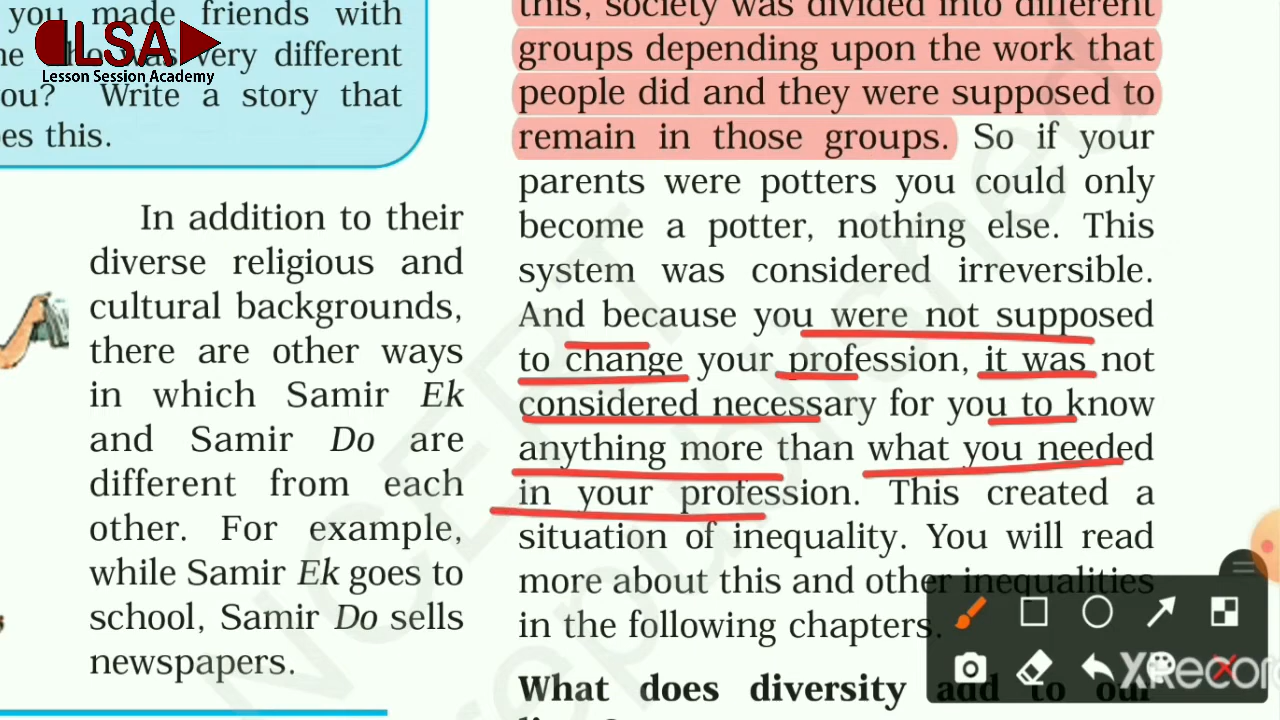 you made friends with
very different
you? Write a story that
es this.
LSA
Lesson Session Academy
In addition to their
diverse religious and
cultural backgrounds,
there are other ways
in which Samir Ek
and Samir Do are
different from each
other. For example,
while Samir Ek goes to
school, Samir Do sells
newspapers.
this, society was divided into different
groups depending upon the work that
people did and they were supposed to
remain in those groups. So if your
parents were potters you could only
become a potter, nothing else. This
system was considered irreversible.
And because you were not supposed
to change your profession, it was not
considered necessary for you to know
anything more than what you needed
in your profession. This created a
situation of inequality. You will read
more about this and other inequalities
in the following chapters.
What does diversity add to our
NCERT
republished
XRecor